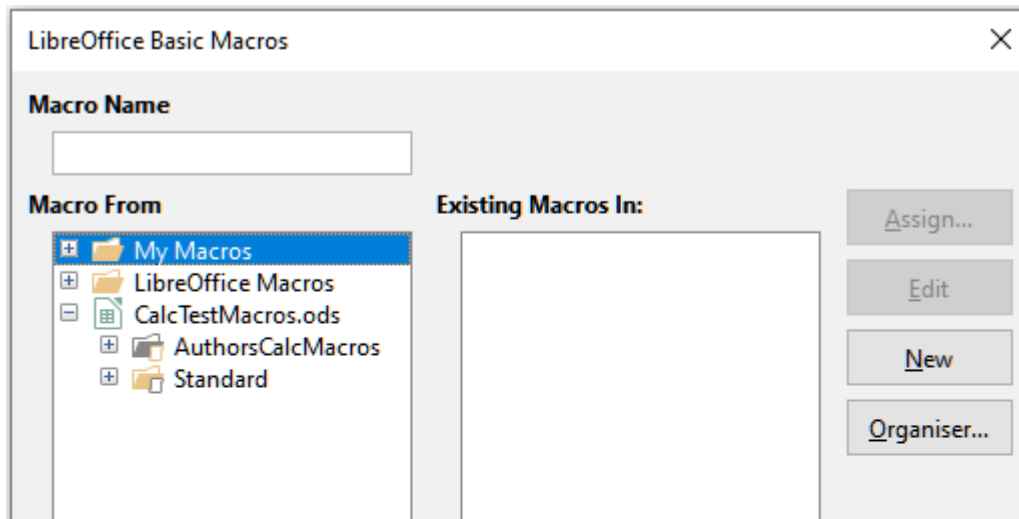 LibreOffice Basic Macros
Macro Name
Macro From
Existing Macros In:
My Macros
LibreOffice Macros
CalcTestMacros.ods
AuthorsCalcMacros
Standard
Assign...
Edit
New
Organiser...